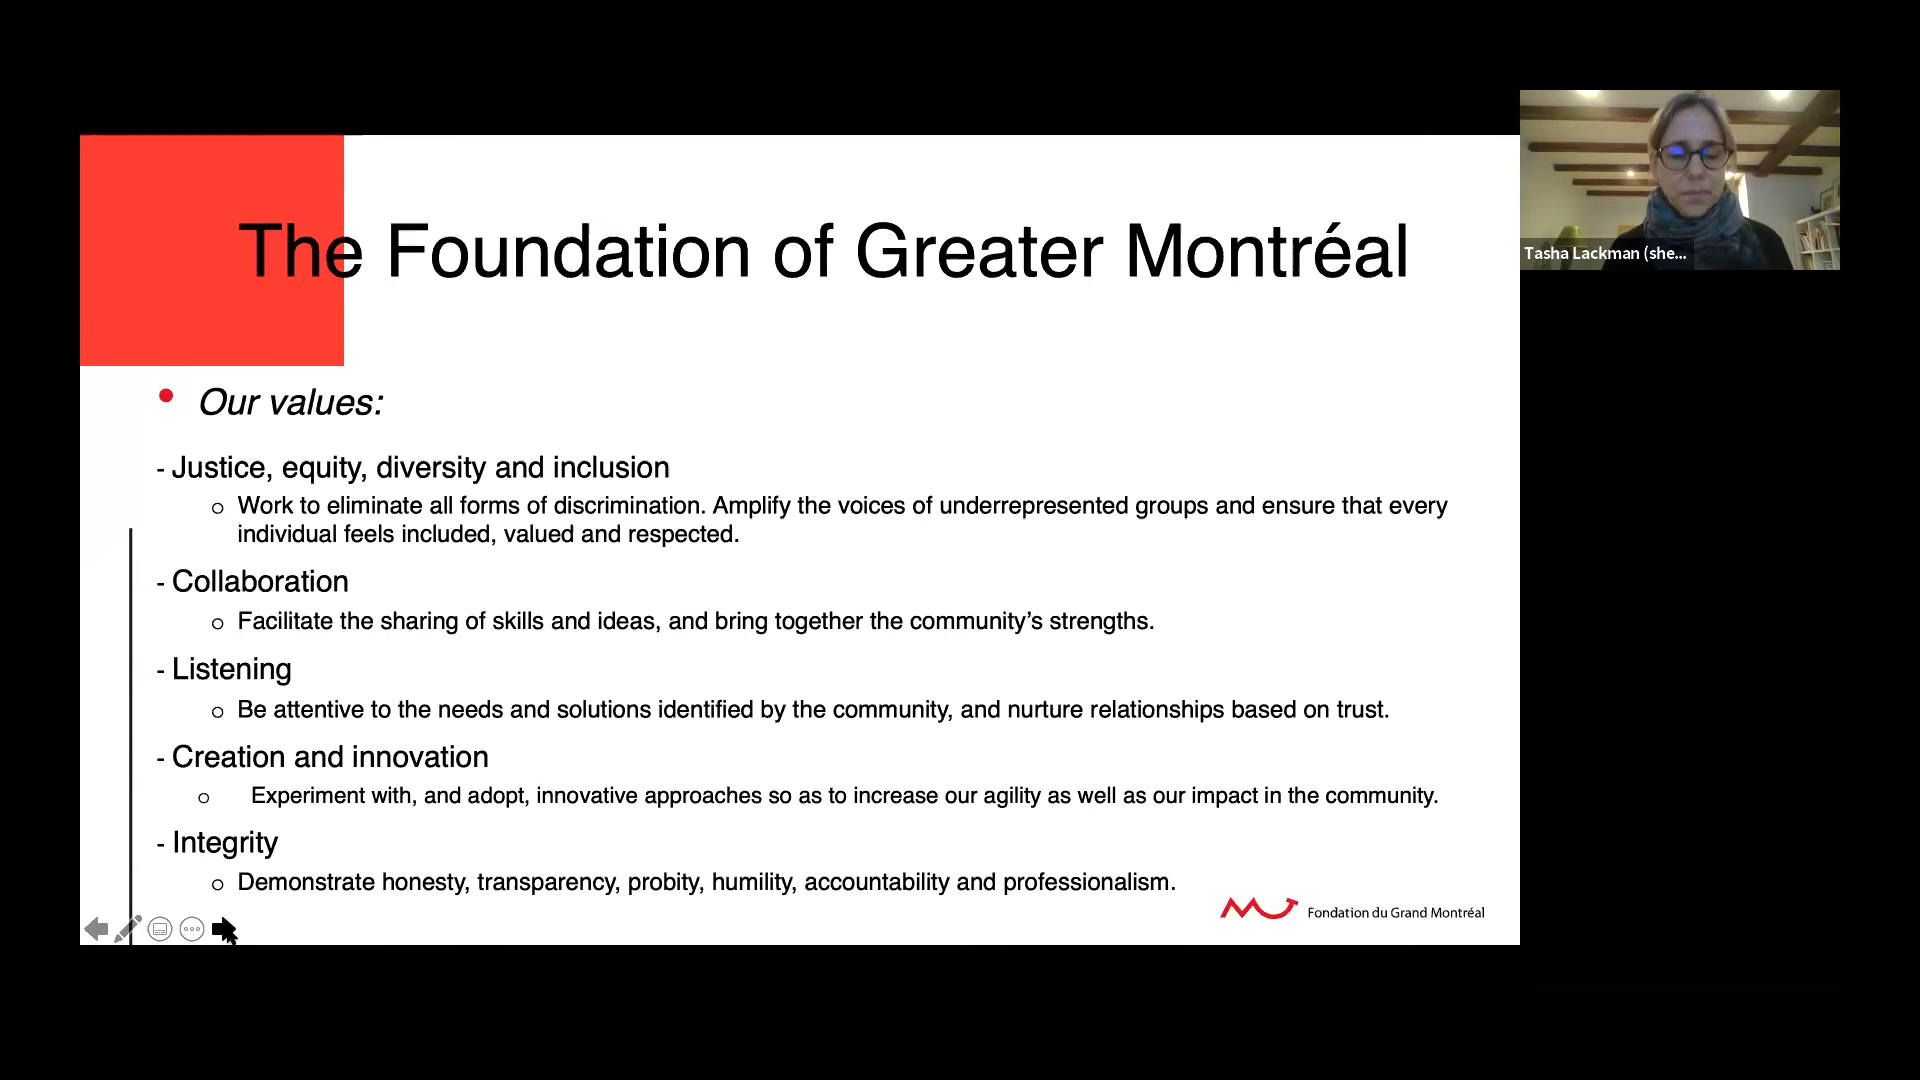 The Foundation of Greater Montréal
Tasha Lackman (she...
• Our values:
- Justice, equity, diversity and inclusion
o Work to eliminate all forms of discrimination. Amplify the voices of underrepresented groups and ensure that every
individual feels included, valued and respected.
- Collaboration
o Facilitate the sharing of skills and ideas, and bring together the community’s strengths.
- Listening
o Be attentive to the needs and solutions identified by the community, and nurture relationships based on trust.
- Creation and innovation
o Experiment with, and adopt, innovative approaches so as to increase our agility as well as our impact in the community.
- Integrity
o Demonstrate honesty, transparency, probity, humility, accountability and professionalism.
Fondation du Grand Montréal